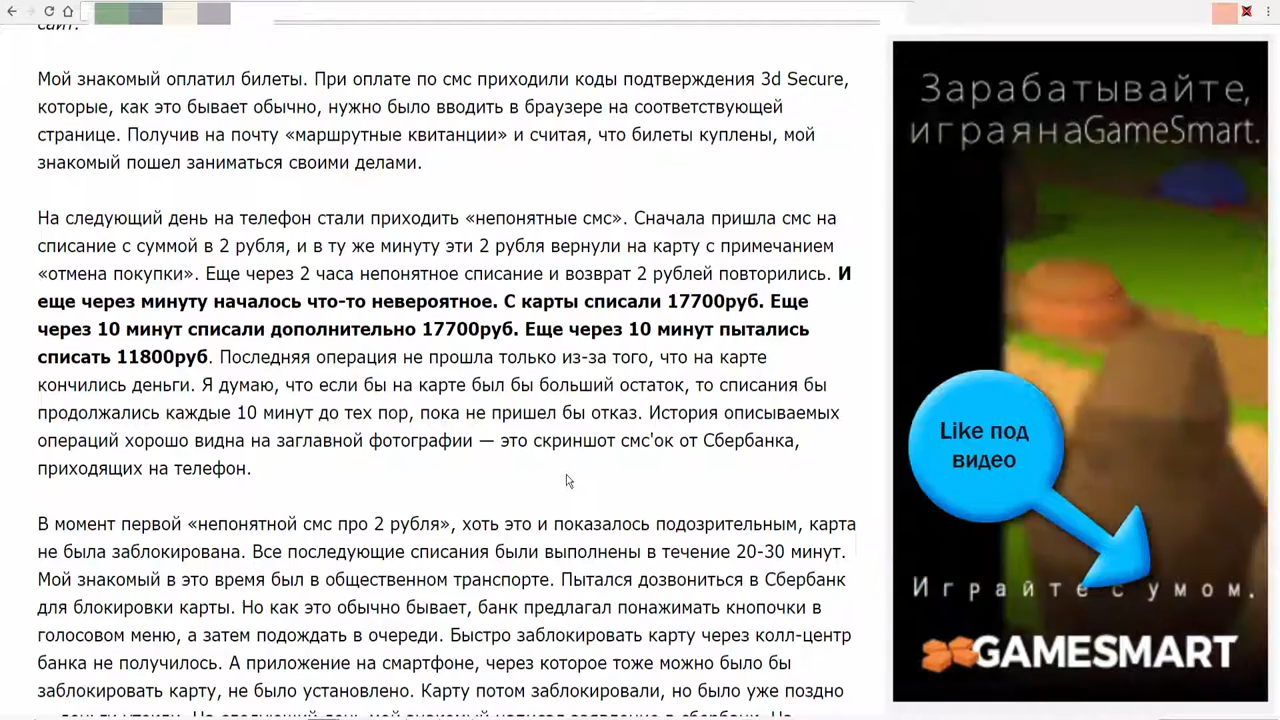 сайт.
Мой знакомый оплатил билеты. При оплате по смс приходили коды подтверждения 3d Secure,
которые, как это бывает обычно, нужно было вводить в браузере на соответствующей
странице. Получив на почту «маршрутные квитанции» и считая, что билеты куплены, мой
знакомый пошел заниматься своими делами.
На следующий день на телефон стали приходить «непонятные смс». Сначала пришла смс на
списание с суммой в 2 рубля, и в ту же минуту эти 2 рубля вернули на карту с примечанием
«отмена покупки». Еще через 2 часа непонятное списание и возврат 2 рублей повторились. И
еще через минуту началось что-то невероятное. С карты списали 17700руб. Еще
через 10 минут списали дополнительно 17700руб. Еще через 10 минут пытались
списать 11800руб. Последняя операция не прошла только из-за того, что на карте
кончились деньги. Я думаю, что если бы на карте был бы больший остаток, то списания бы
продолжались каждые 10 минут до тех пор, пока не пришел бы отказ. История описываемых
операций хорошо видна на заглавной фотографии — это скриншот смс'ок от Сбербанка,
приходящих на телефон.
В момент первой «непонятной смс про 2 рубля», хоть это и показалось подозрительным, карта
не была заблокирована. Все последующие списания были выполнены в течение 20-30 минут.
Мой знакомый в это время был в общественном транспорте. Пытался дозвониться в Сбербанк
для блокировки карты. Но как это обычно бывает, банк предлагал понажимать кнопочки в
голосовом меню, а затем подождать в очереди. Быстро заблокировать карту через колл-центр
банка не получилось. А приложение на смартфоне, через которое тоже можно было бы
заблокировать карту, не было установлено. Карту потом заблокировали, но было уже поздно
Зарабатывайте,
играянаGameSmart.
Like под
видео
Играйте с умом.
GAMESMART